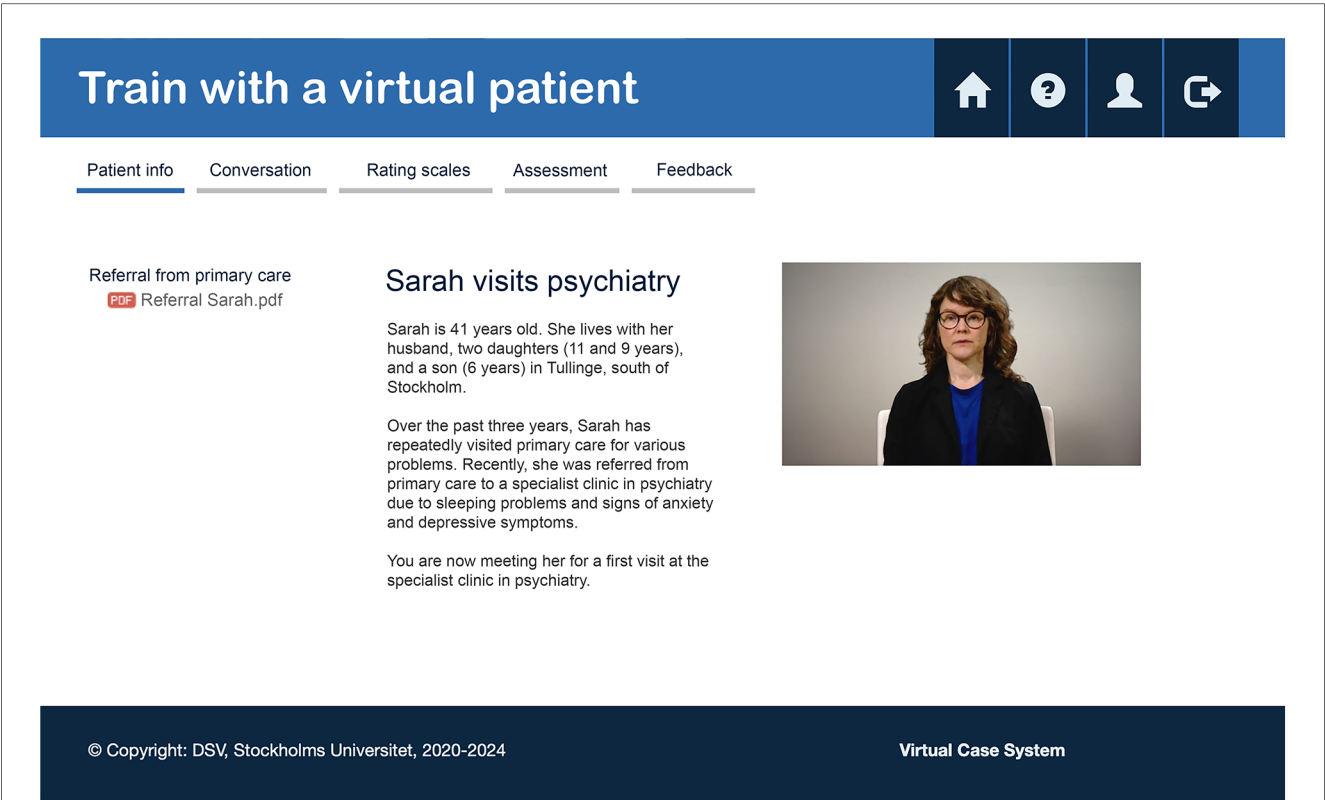 Train with a virtual patient
?
Patient info
Conversation
Rating scales
Assessment
Feedback
Referral from primary care
PDF Referral Sarah.pdf
Sarah visits psychiatry
Sarah is 41 years old. She lives with her
husband, two daughters (11 and 9 years),
and a son (6 years) in Tullinge, south of
Stockholm.
Over the past three years, Sarah has
repeatedly visited primary care for various
problems. Recently, she was referred from
primary care to a specialist clinic in psychiatry
due to sleeping problems and signs of anxiety
and depressive symptoms.
You are now meeting her for a first visit at the
specialist clinic in psychiatry.
© Copyright: DSV, Stockholms Universitet, 2020-2024
Virtual Case System